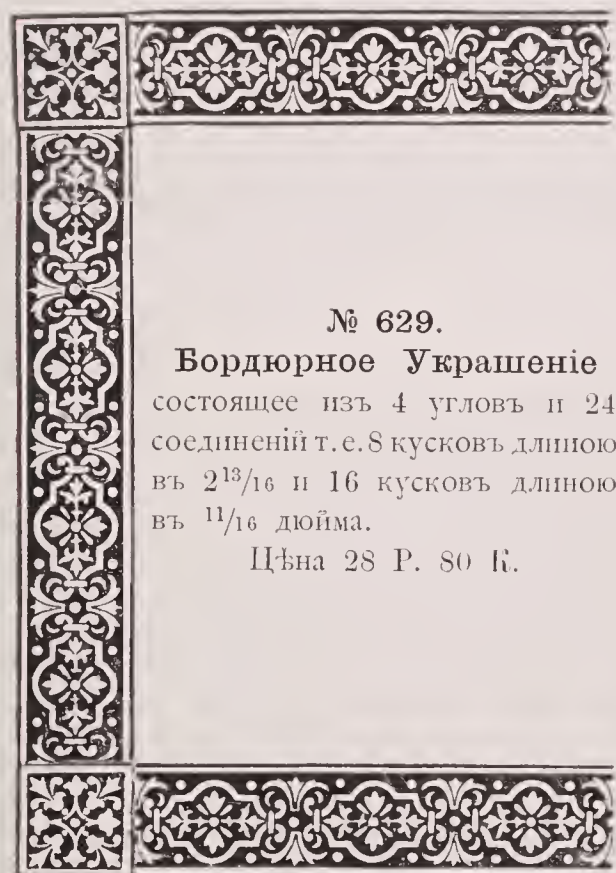 № 629.
Бордюрное Украшеніе
состоящее изъ 4 угловъ и 24
соединеній т.е. 8 кусковъ длиною
въ 2¹³/₁₆ и 16 кусковъ длиною
въ ¹¹/₁₆ дюйма.
Цѣна 28 Р. 80 К.